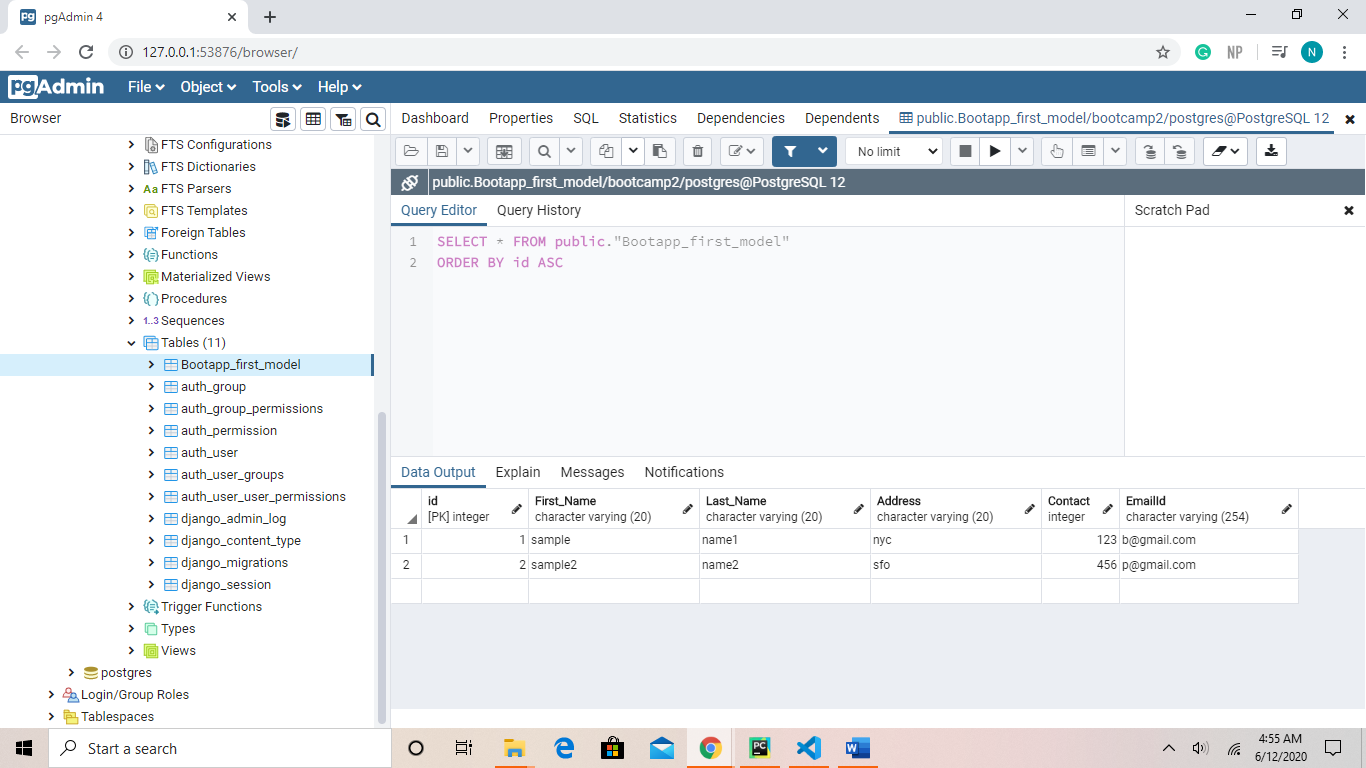 pgAdmin 4
127.0.0.1:53876/browser/
NP
N
pgAdmin File Object Tools Help
Browser
Dashboard Properties SQL Statistics Dependencies Dependents public.Bootapp_first_model/bootcamp2/postgres@PostgreSQL 12
FTS Configurations
FTS Dictionaries
Aa FTS Parsers
FTS Templates
Foreign Tables
Functions
Materialized Views
Procedures
1..3 Sequences
Tables (11)
Bootapp_first_model
auth_group
auth_group_permissions
auth_permission
auth_user
auth_user_groups
auth_user_user_permissions
django_admin_log
django_content_type
django_migrations
django_session
Trigger Functions
Types
Views
postgres
Login/Group Roles
Tablespaces
No limit
public.Bootapp_first_model/bootcamp2/postgres@PostgreSQL 12
Query Editor Query History
Scratch Pad
1 SELECT * FROM public."Bootapp_first_model"
2 ORDER BY id ASC
Data Output Explain Messages Notifications
id First_Name Last_Name Address Contact EmailId
[PK] integer character varying (20) character varying (20) character varying (20) integer character varying (254)
1 1 sample name1 nyc 123 b@gmail.com
2 2 sample2 name2 sfo 456 p@gmail.com
Start a search
PC
W
4:55 AM
6/12/2020